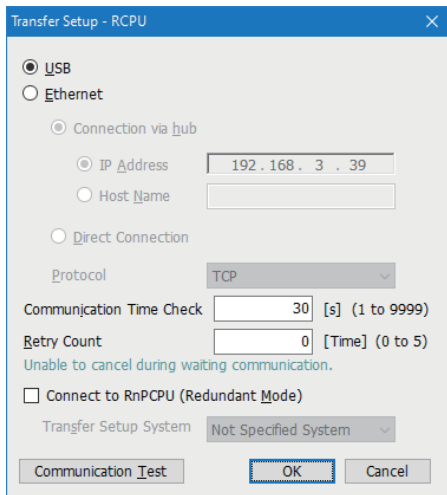 Transfer Setup - RCPU
USB
Ethernet
Connection via hub
IP Address 192 . 168 . 3 . 39
Host Name
Direct Connection
Protocol TCP
Communication Time Check 30 [s] (1 to 9999)
Retry Count 0 [Time] (0 to 5)
Unable to cancel during waiting communication.
Connect to RnPCPU (Redundant Mode)
Transfer Setup System Not Specified System
Communication Test OK Cancel